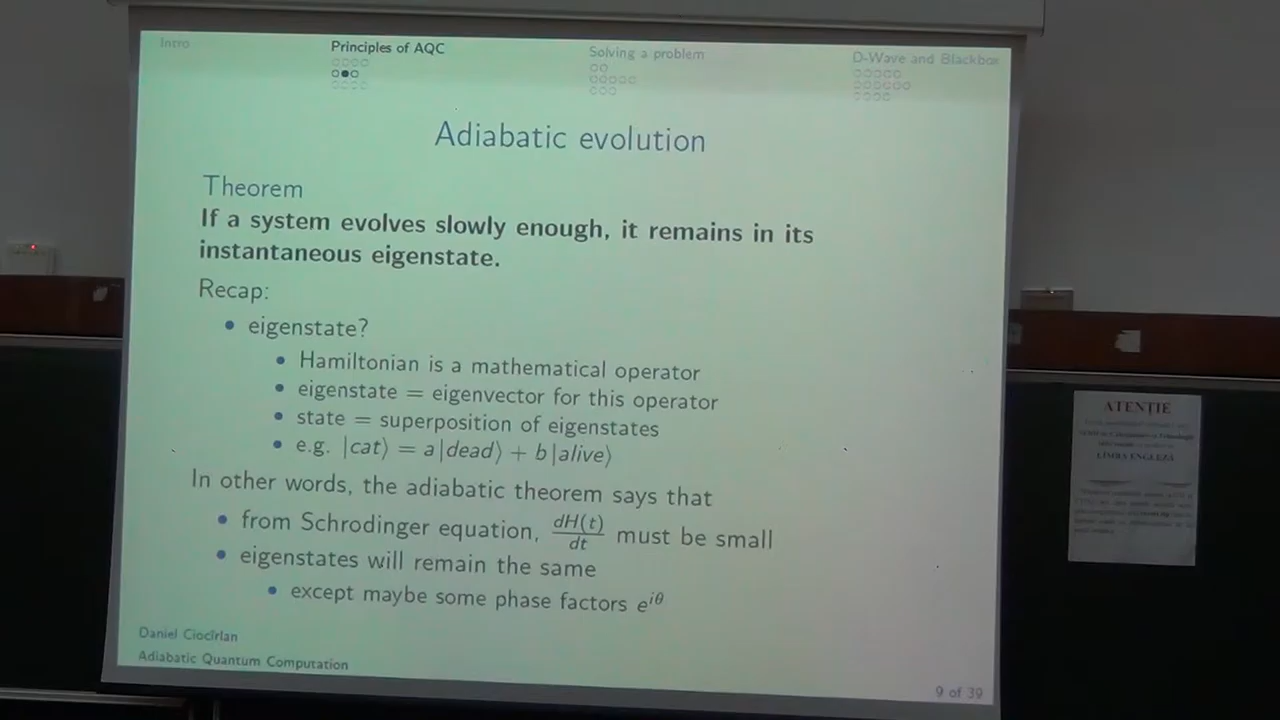 Intro
Principles of AQC
Solving a problem
D-Wave and Blackbox
Adiabatic evolution
Theorem
If a system evolves slowly enough, it remains in its
instantaneous eigenstate.
Recap:
• eigenstate?
• Hamiltonian is a mathematical operator
• eigenstate = eigenvector for this operator
• state = superposition of eigenstates
• e.g. |cat⟩ = a|dead⟩ + b|alive⟩
In other words, the adiabatic theorem says that
• from Schrodinger equation, dH(t)/dt must be small
• eigenstates will remain the same
• except maybe some phase factors e^{iθ}
Daniel Ciocîrlan
Adiabatic Quantum Computation
9 of 39
ATENȚIE
LIMBA ENGLEZĂ